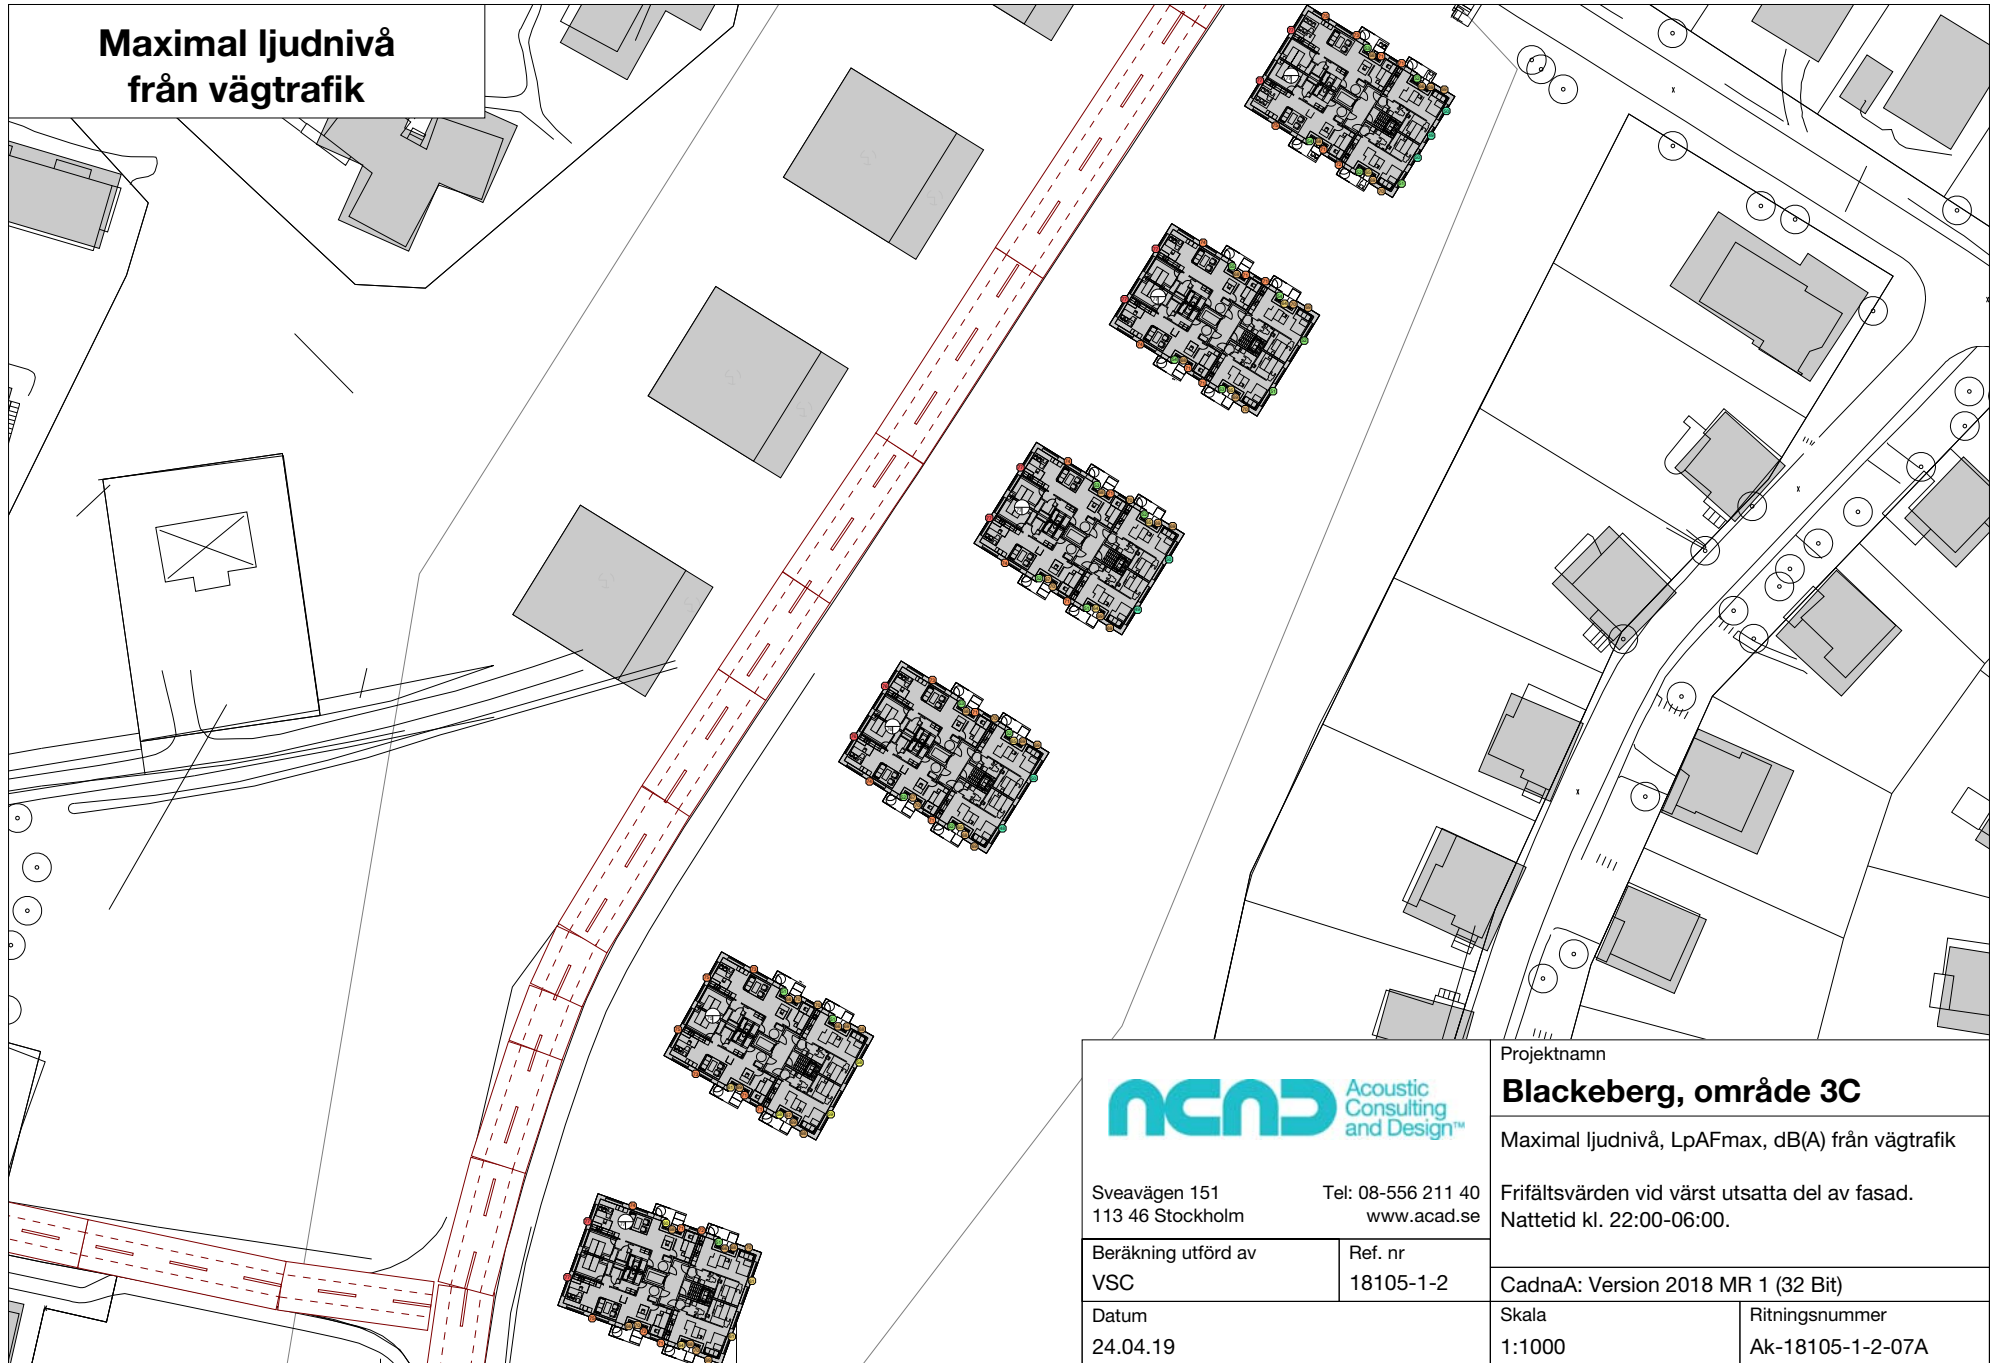 Maximal ljudnivå
från vägtrafik
Acoustic
Consulting
and Design™
Sveavägen 151
Tel: 08-556 211 40
113 46 Stockholm
www.acad.se
Beräkning utförd av
VSC
Ref. nr
18105-1-2
Datum
24.04.19
Projektnamn
Blackeberg, område 3C
Maximal ljudnivå, LpAFmax, dB(A) från vägtrafik
Frifältsvärden vid värst utsatta del av fasad.
Nattetid kl. 22:00-06:00.
CadnaA: Version 2018 MR 1 (32 Bit)
Skala
1:1000
Ritningsnummer
Ak-18105-1-2-07A